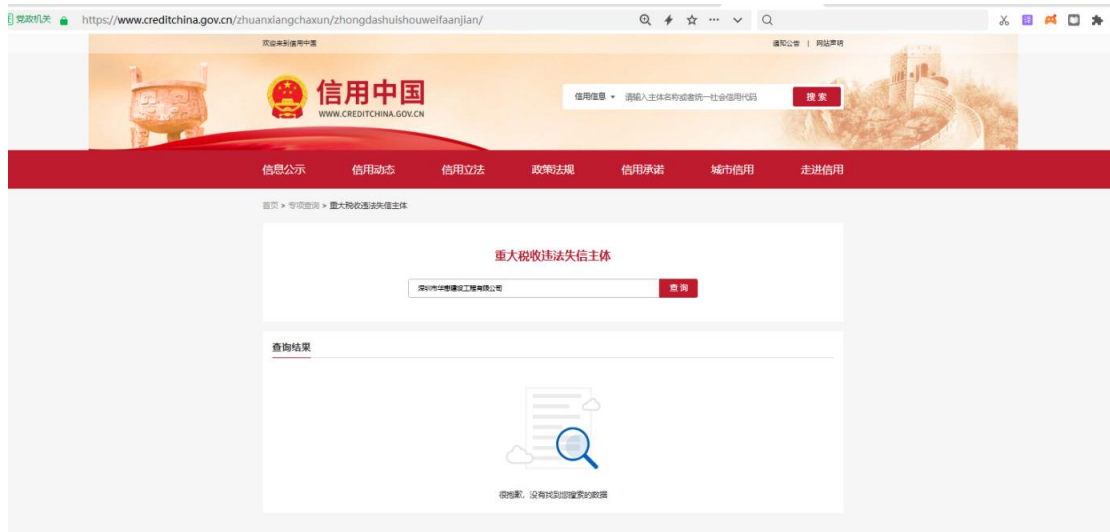 党政机关 https://www.creditchina.gov.cn/zhuanxiangchaxun/zhongdashuishouweifaanjian/
欢迎来到信用中国 通知公告 | 网站声明
信用中国
WWW.CREDITCHINA.GOV.CN
信用信息 请输入主体名称或者统一社会信用代码 搜索
信息公示 信用动态 信用立法 政策法规 信用承诺 城市信用 走进信用
首页 > 专项查询 > 重大税收违法失信主体
重大税收违法失信主体
深圳市华惠建设工程有限公司 查询
查询结果
很抱歉，没有找到您搜索的数据